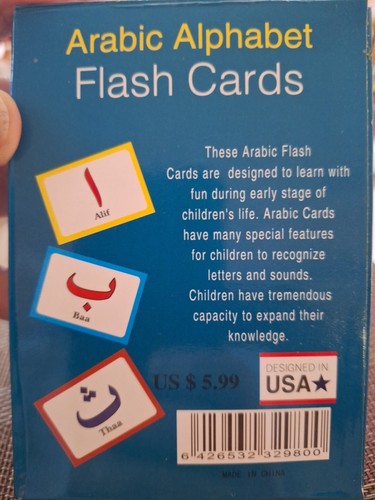 Arabic Alphabet
Flash Cards
These Arabic Flash
Cards are designed to learn with
fun during early stage of
children's life. Arabic Cards
have many special features
for children to recognize
letters and sounds.
Children have tremendous
capacity to expand their
knowledge.
ا
Alif
ب
Baa
ت
Thaa
US $ 5.99
DESIGNED IN
USA
6 426532 329800
MADE IN CHINA